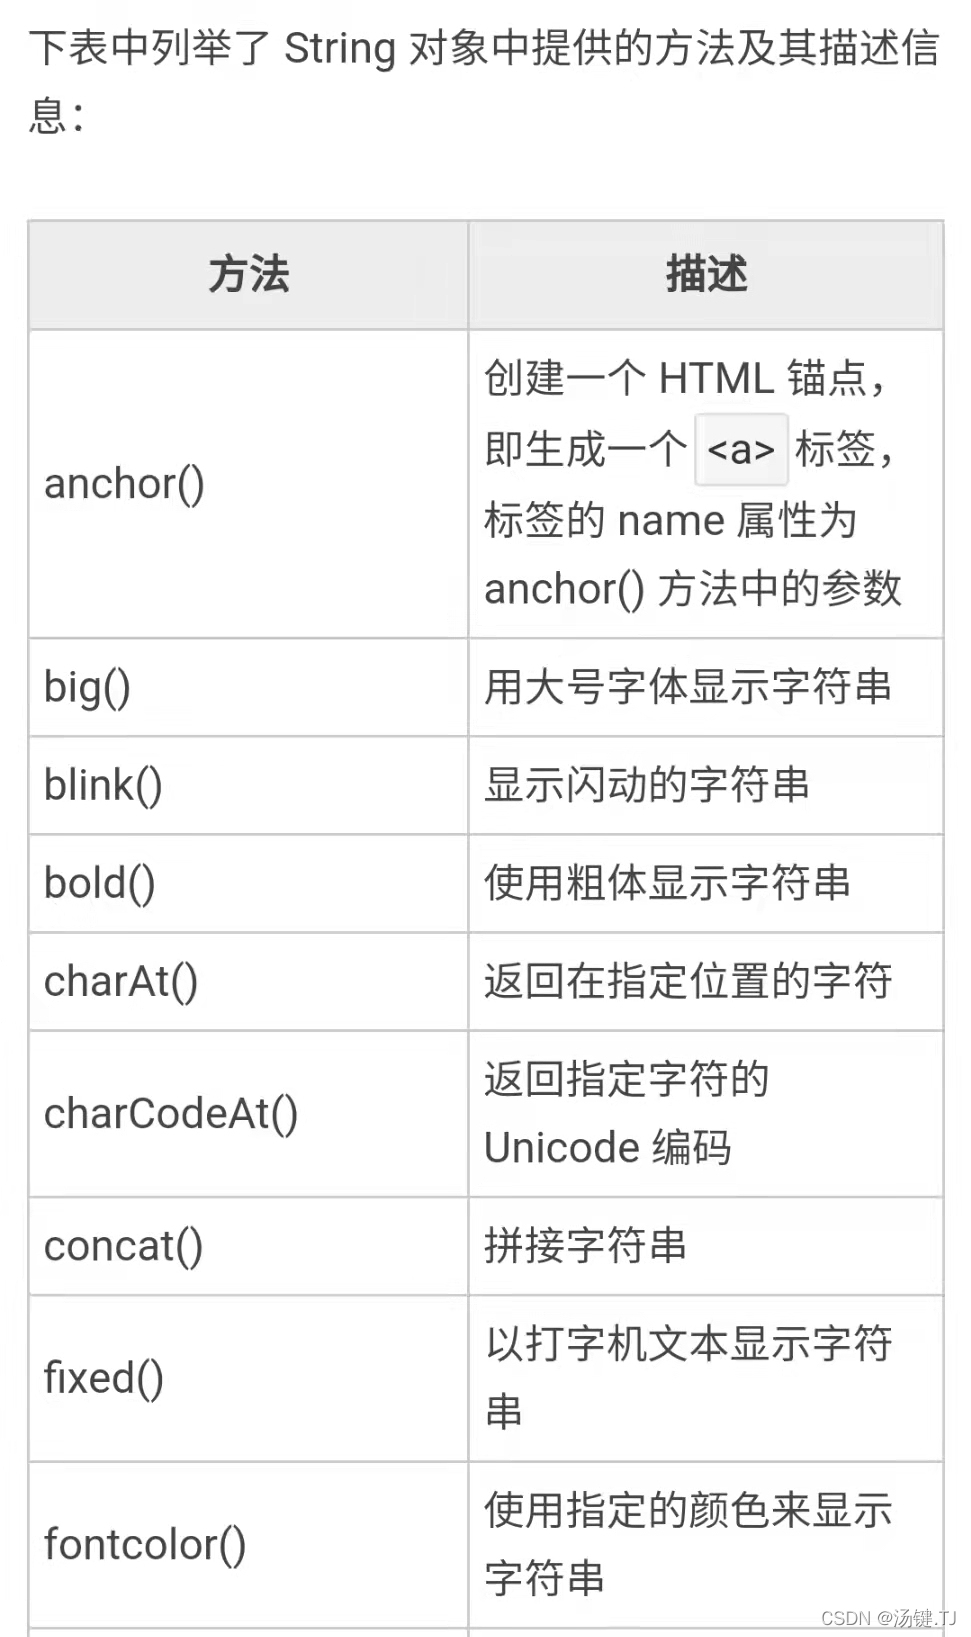 下表中列举了 String 对象中提供的方法及其描述信
息：
方法
描述
anchor()
创建一个 HTML 锚点，
即生成一个 <a> 标签，
标签的 name 属性为
anchor() 方法中的参数
big()
用大号字体显示字符串
blink()
显示闪动的字符串
bold()
使用粗体显示字符串
charAt()
返回在指定位置的字符
charCodeAt()
返回指定字符的
Unicode 编码
concat()
拼接字符串
fixed()
以打字机文本显示字符
串
fontcolor()
使用指定的颜色来显示
字符串
CSDN @汤键.TJ